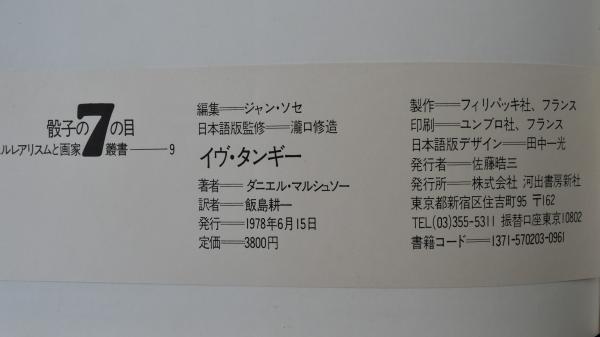 骰子の7の目
ルレアリスムと画家叢書——9
編集——ジャン・ソセ
日本語版監修——瀧口修造
イヴ・タンギー
著者——ダニエル・マルシュソー
訳者——飯島耕一
発行——1978年6月15日
定価——3800円
製作——フィリパッキ社、フランス
印刷——ユンブロ社、フランス
日本語版デザイン——田中一光
発行者——佐藤皓三
発行所——株式会社 河出書房新社
東京都新宿区住吉町95 〒162
TEL(03)355-5311 振替口座東京10802
書籍コード——1371-570203-0961